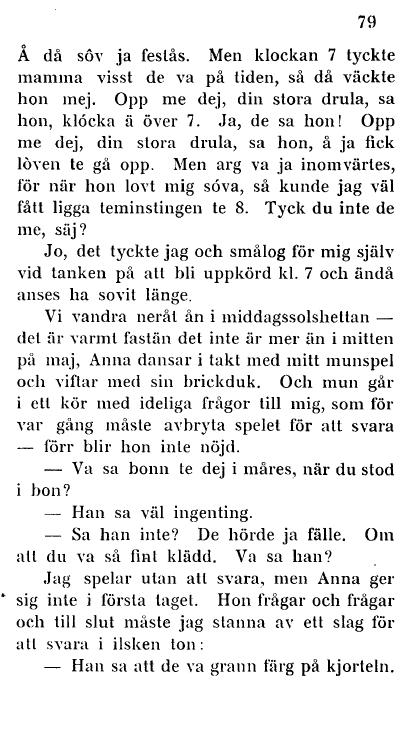 79
Å då sôv ja festås. Men klockan 7 tyckte
mamma visst de va på tiden, så då väckte
hon mej. Opp me dej, din stora drula, sa
hon, klócka ä över 7. Ja, de sa hon! Opp
me dej, din stora drula, sa hon, å ja fick
lòven te gå opp. Men arg va ja inomvärtes,
för när hon lovt mig sóva, så kunde jag väl
fått ligga teminstingen te 8. Tyck du inte de
me, säj?
Jo, det tyckte jag och smålog för mig själv
vid tanken på att bli uppkörd kl. 7 och ändå
anses ha sovit länge.
Vi vandra neråt ån i middagssolshettan —
det är varmt fastän det inte är mer än i mitten
på maj, Anna dansar i takt med mitt munspel
och viftar med sin brickduk. Och mun går
i ett kör med ideliga frågor till mig, som för
var gång måste avbryta spelet för att svara
— förr blir hon inte nöjd.
— Va sa bonn te dej i måres, när du stod
i bon?
— Han sa väl ingenting.
— Sa han inte? De hörde ja fälle. Om
att du va så fint klädd. Va sa han?
Jag spelar utan att svara, men Anna ger
sig inte i första taget. Hon frågar och frågar
och till slut måste jag stanna av ett slag för
att svara i ilsken ton:
— Han sa att de va grann färg på kjorteln.